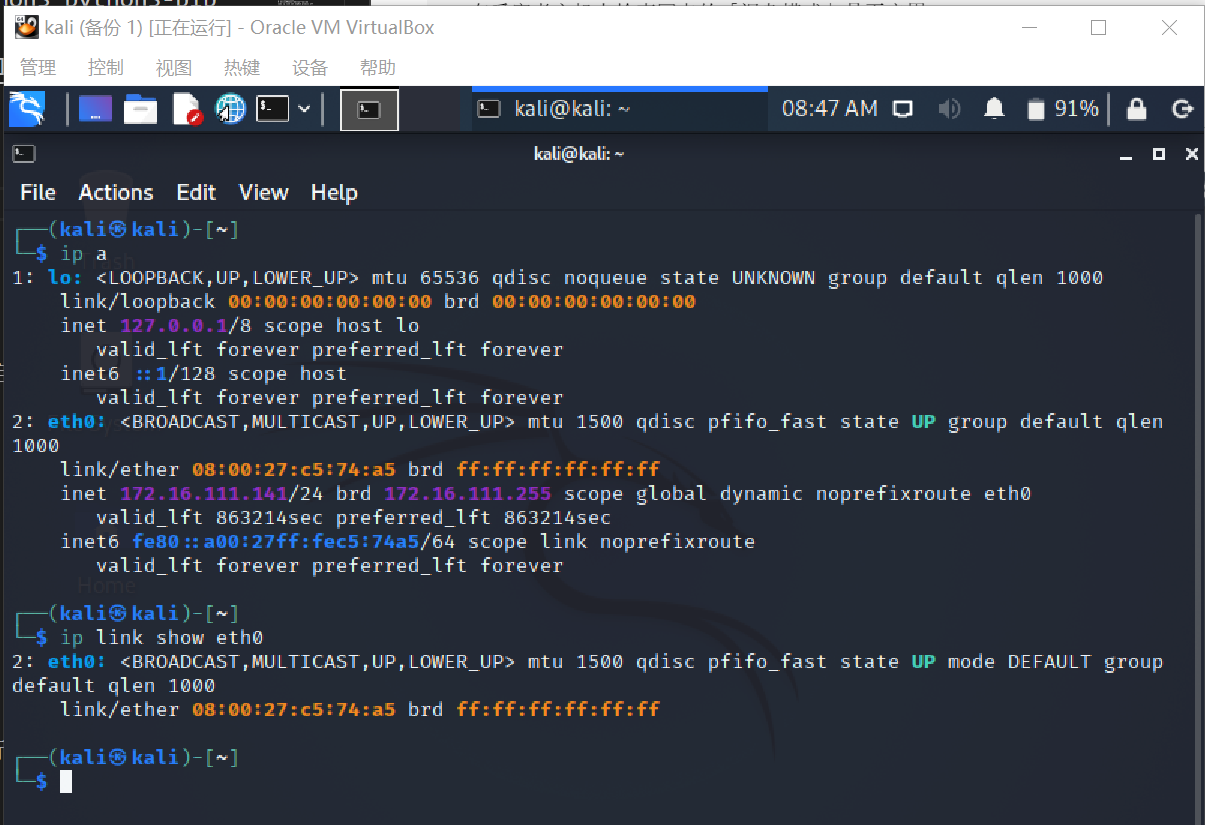 kali (备份 1) [正在运行] - Oracle VM VirtualBox
管理 控制 视图 热键 设备 帮助
kali@kali: ~ 08:47 AM 91%
kali@kali: ~
File Actions Edit View Help
┌──(kali㉿kali)-[~]
└─$ ip a
1: lo: <LOOPBACK,UP,LOWER_UP> mtu 65536 qdisc noqueue state UNKNOWN group default qlen 1000
link/loopback 00:00:00:00:00:00 brd 00:00:00:00:00:00
inet 127.0.0.1/8 scope host lo
valid_lft forever preferred_lft forever
inet6 ::1/128 scope host
valid_lft forever preferred_lft forever
2: eth0: <BROADCAST,MULTICAST,UP,LOWER_UP> mtu 1500 qdisc pfifo_fast state UP group default qlen
1000
link/ether 08:00:27:c5:74:a5 brd ff:ff:ff:ff:ff:ff
inet 172.16.111.141/24 brd 172.16.111.255 scope global dynamic noprefixroute eth0
valid_lft 863214sec preferred_lft 863214sec
inet6 fe80::a00:27ff:fec5:74a5/64 scope link noprefixroute
valid_lft forever preferred_lft forever
Home
┌──(kali㉿kali)-[~]
└─$ ip link show eth0
2: eth0: <BROADCAST,MULTICAST,UP,LOWER_UP> mtu 1500 qdisc pfifo_fast state UP mode DEFAULT group
default qlen 1000
link/ether 08:00:27:c5:74:a5 brd ff:ff:ff:ff:ff:ff
┌──(kali㉿kali)-[~]
└─$